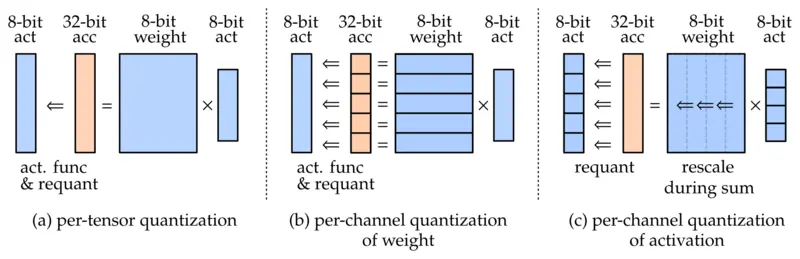 8-bit act
32-bit acc
8-bit weight
8-bit act
⇐
=
×
act. func
& requant
(a) per-tensor quantization
8-bit act
32-bit acc
8-bit weight
8-bit act
⇐ =
⇐ =
⇐ = ×
⇐ =
⇐ =
act. func
& requant
(b) per-channel quantization
of weight
8-bit act
32-bit acc
8-bit weight
8-bit act
⇐
⇐
⇐ = ⇐⇐⇐ ×
⇐
⇐
requant
rescale
during sum
(c) per-channel quantization
of activation